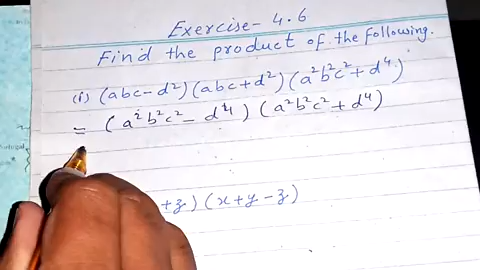 Exercise-4.6
Find the product of the following.
(i) (abc-d²)(abc+d²)(a²b²c²+d⁴)
= (a²b²c²-d⁴)(a²b²c²+d⁴)
+z)(x+y-z)